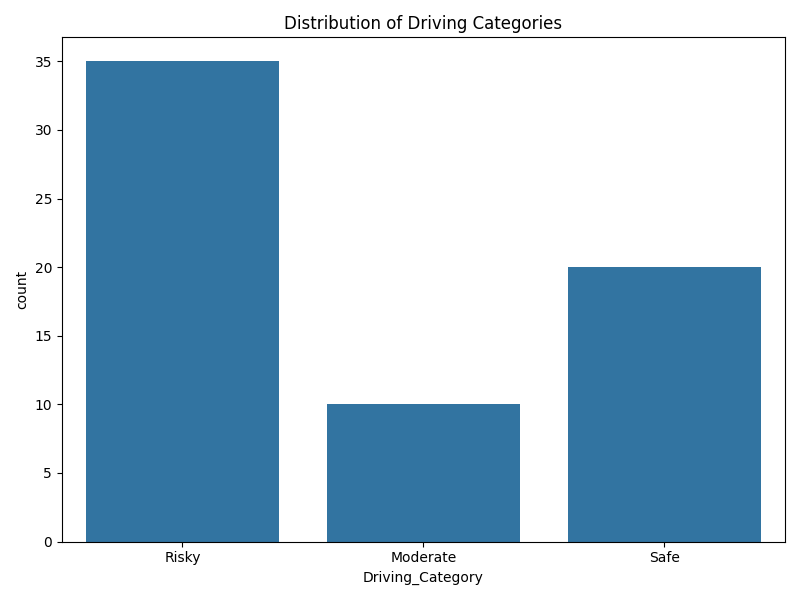 Distribution of Driving Categories
35
30
25
20
15
10
5
0
count
Risky Moderate Safe
Driving_Category